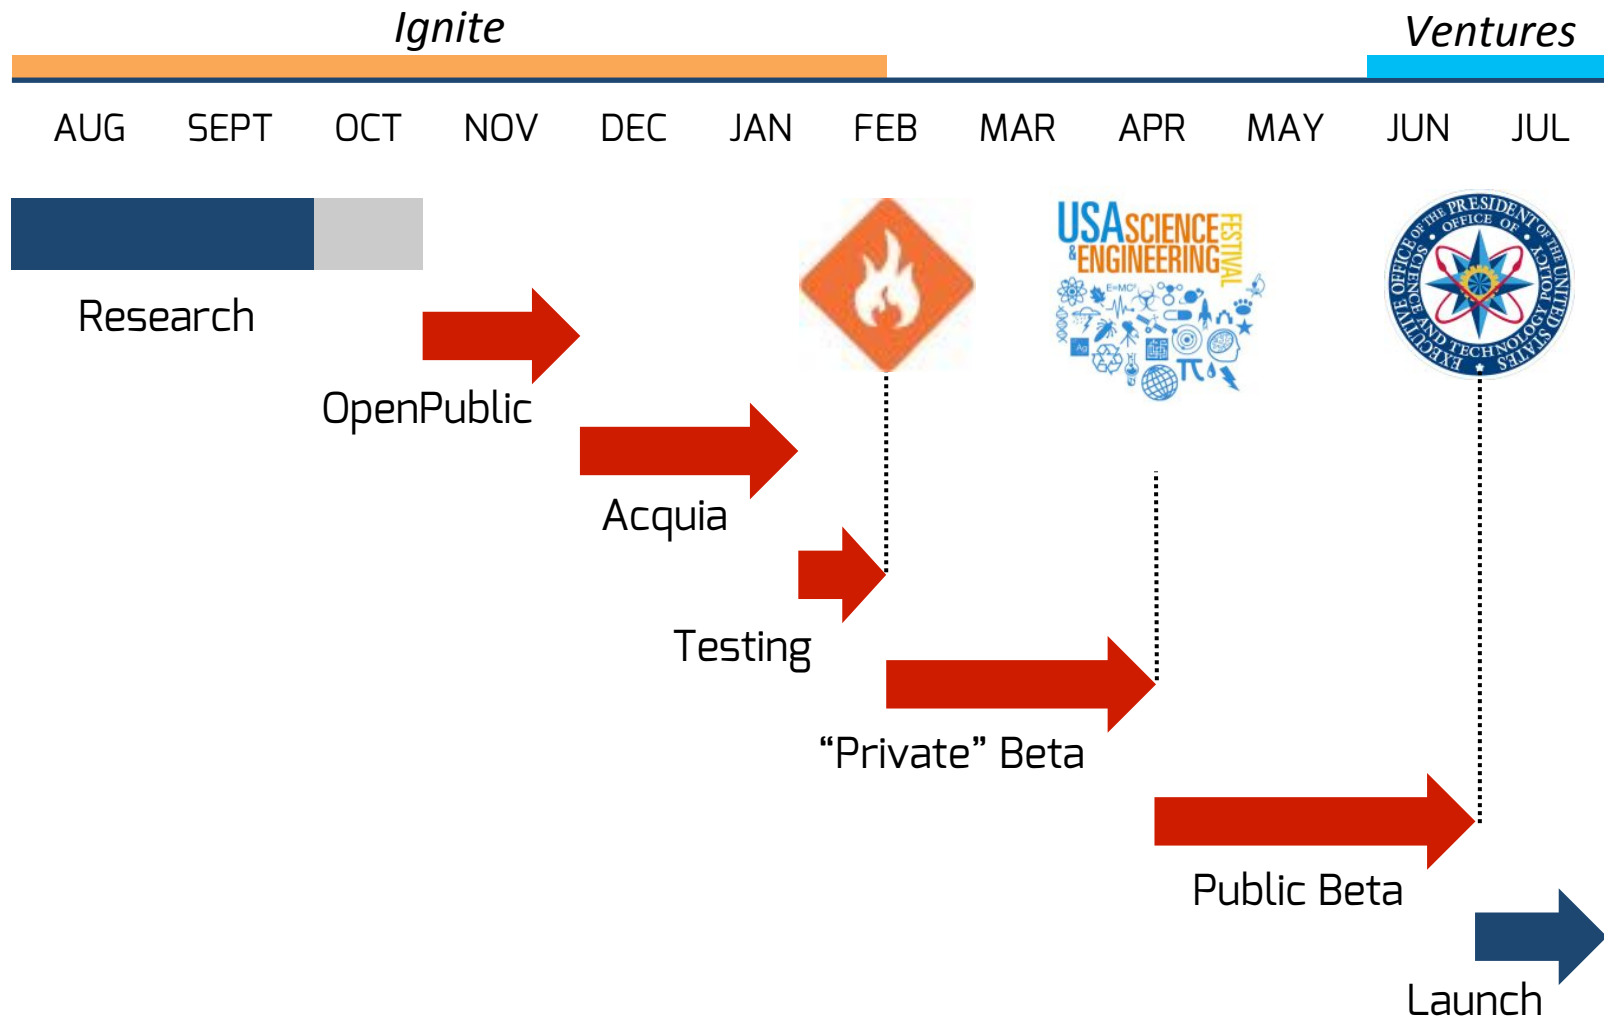 Ignite
Ventures
AUG SEPT OCT NOV DEC JAN FEB MAR APR MAY JUN JUL
USA SCIENCE
& ENGINEERING
FESTIVAL
E=MC²
Ag
π
EXECUTIVE OFFICE OF THE PRESIDENT OF THE UNITED STATES
OFFICE OF
SCIENCE AND TECHNOLOGY POLICY
Research
OpenPublic
Acquia
Testing
“Private” Beta
Public Beta
Launch